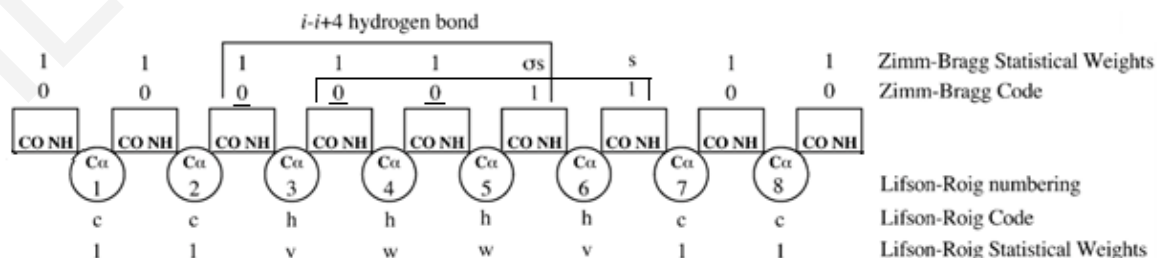 i-i+4 hydrogen bond
1 1 1 1 1 σs s 1 1 Zimm-Bragg Statistical Weights
0 0 0 0 0 1 1 0 0 Zimm-Bragg Code
CO NH CO NH CO NH CO NH CO NH CO NH CO NH CO NH CO NH
Cα Cα Cα Cα Cα Cα Cα Cα
1 2 3 4 5 6 7 8 Lifson-Roig numbering
c c h h h h c c Lifson-Roig Code
1 1 v w w v 1 1 Lifson-Roig Statistical Weights